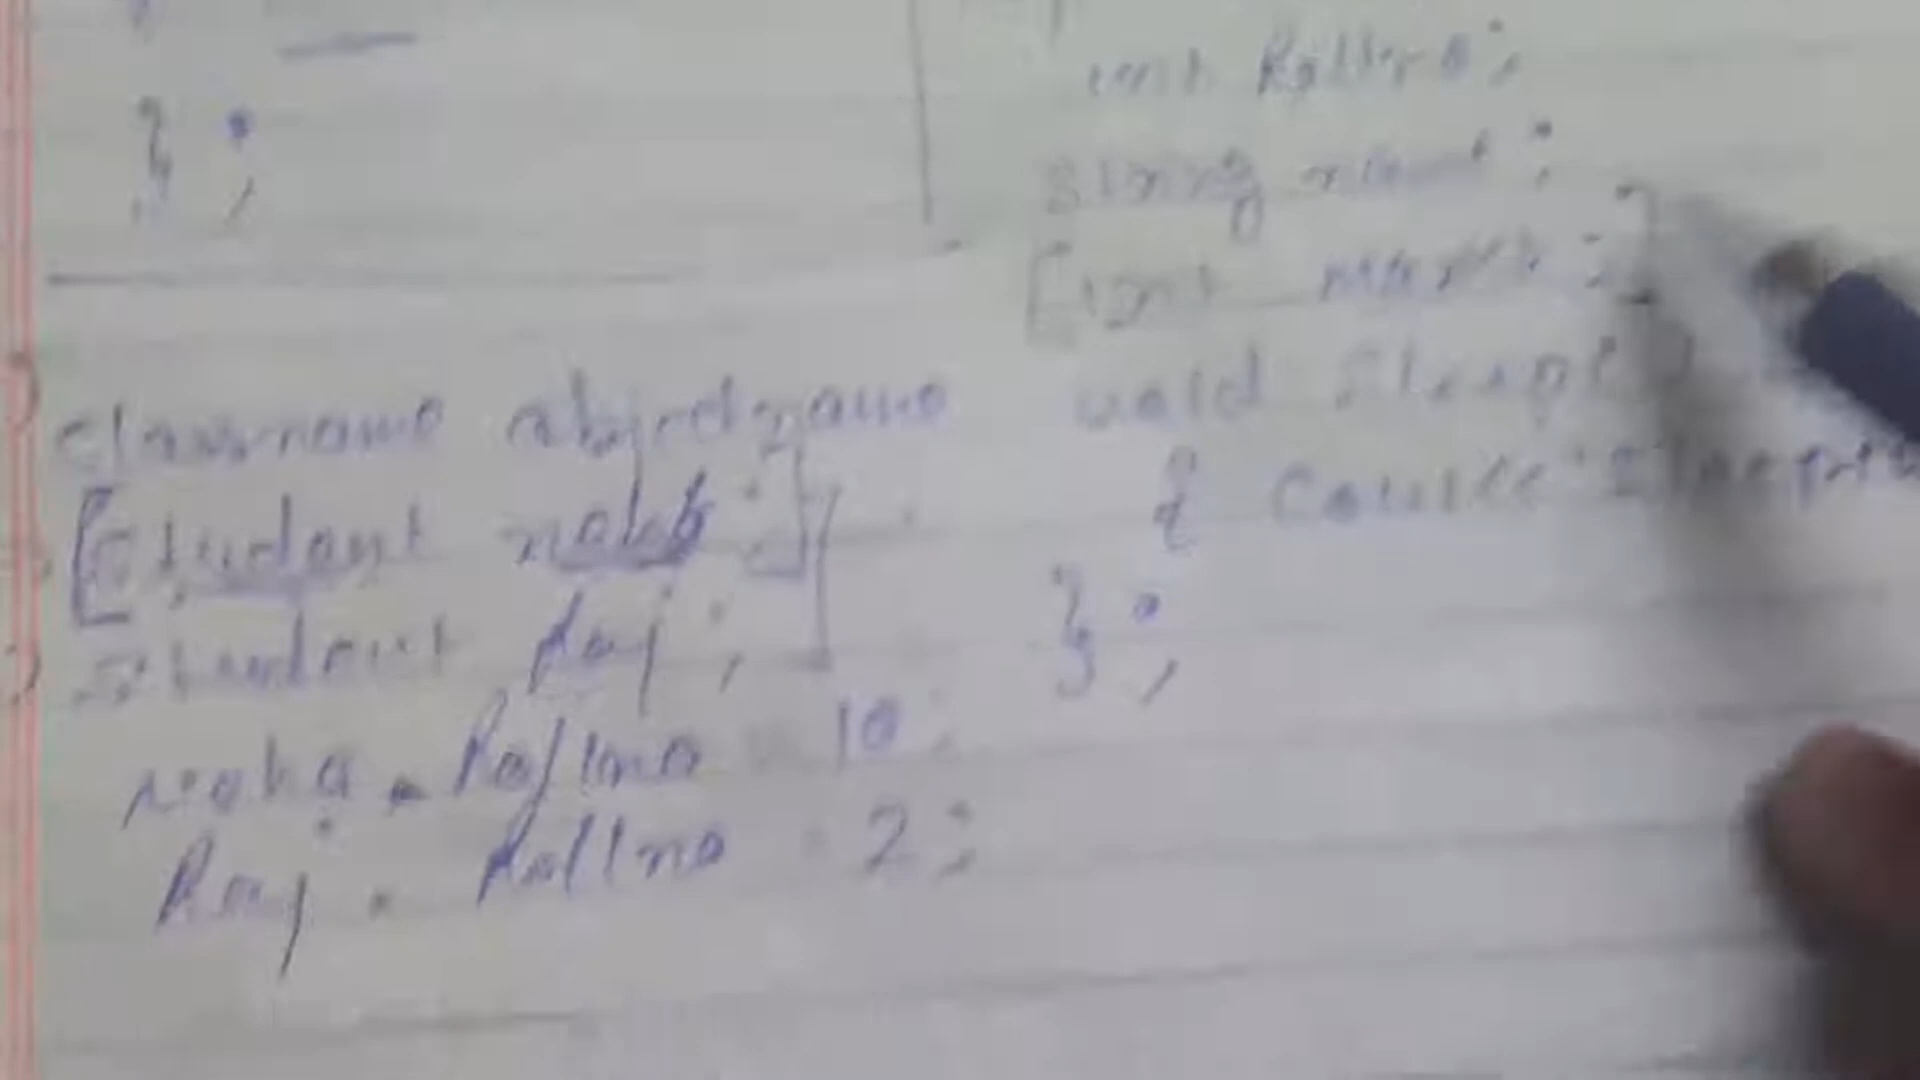 } ;
int Rollno ;
string name ;
[int marks ;]
void sleep()
{ cout<< "Sleeping
} ;
classname objectname
[Student neha ;]
Student Raj ;
neha . Rollno = 10 ;
Raj . Rollno = 2 ;